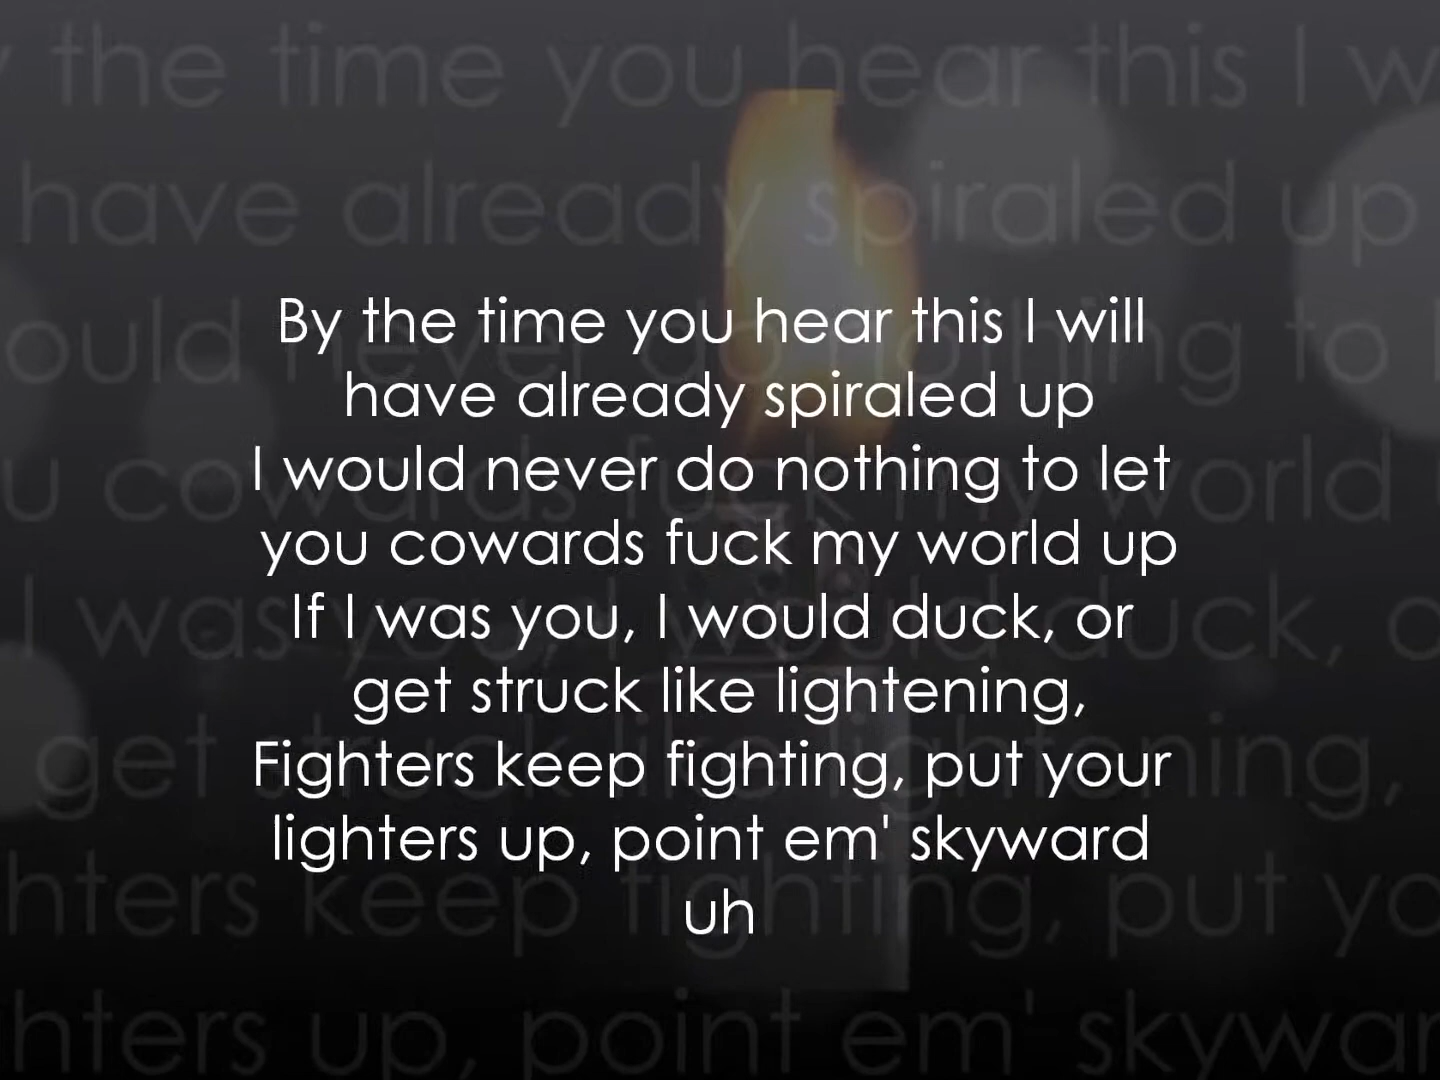 By the time you hear this I will
have already spiraled up
I would never do nothing to let
you cowards fuck my world up
If I was you, I would duck, or
get struck like lightening,
Fighters keep fighting, put your
lighters up, point em' skyward
uh